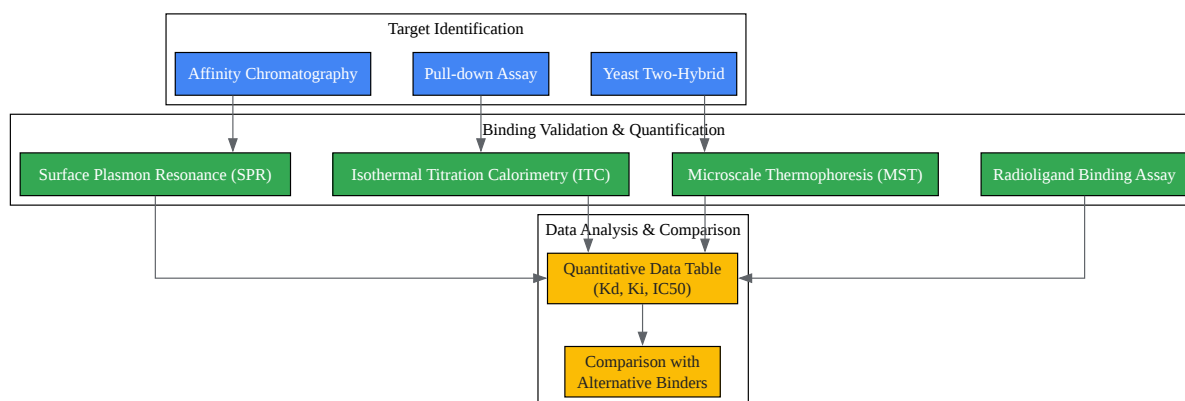 Target Identification
Affinity Chromatography
Pull-down Assay
Yeast Two-Hybrid
Binding Validation & Quantification
Surface Plasmon Resonance (SPR)
Isothermal Titration Calorimetry (ITC)
Microscale Thermophoresis (MST)
Radioligand Binding Assay
Data Analysis & Comparison
Quantitative Data Table
(Kd, Ki, IC50)
Comparison with
Alternative Binders